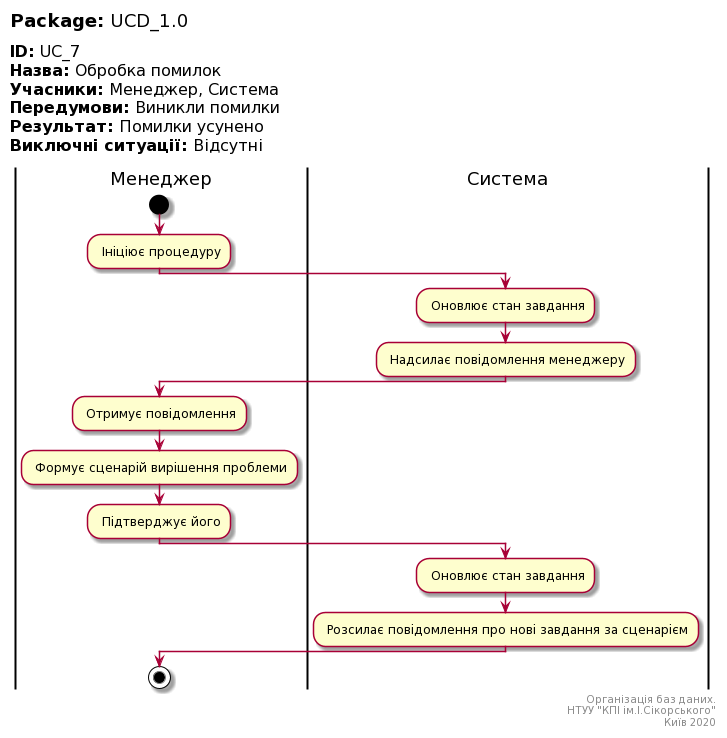 Package: UCD_1.0
ID: UC_7
Назва: Обробка помилок
Учасники: Менеджер, Система
Передумови: Виникли помилки
Результат: Помилки усунено
Виключні ситуації: Відсутні
Менеджер
Система
Ініціює процедуру
Оновлює стан завдання
Надсилає повідомлення менеджеру
Отримує повідомлення
Формує сценарій вирішення проблеми
Підтверджує його
Оновлює стан завдання
Розсилає повідомлення про нові завдання за сценарієм
Організація баз даних.
НТУУ "КПІ ім.І.Сікорського"
Київ 2020